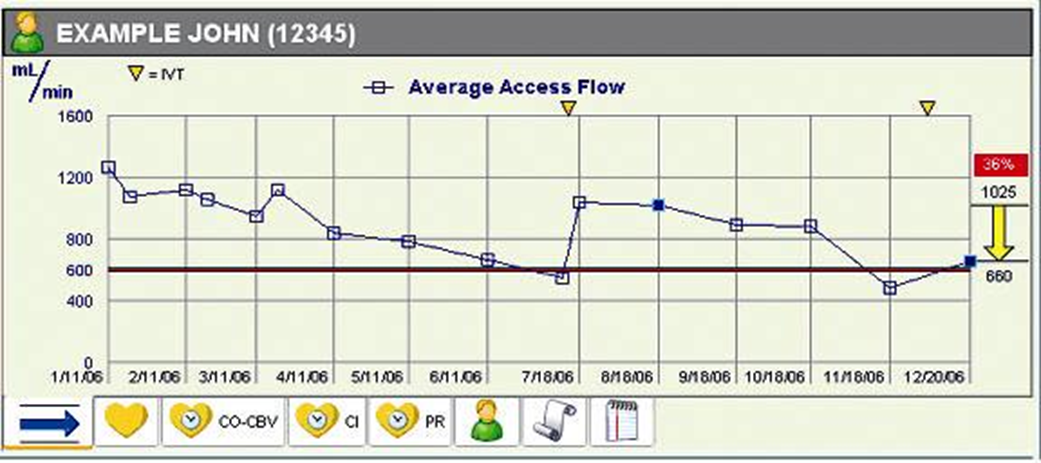 EXAMPLE JOHN (12345)
mL/min
= IVT
Average Access Flow
1600
1200
800
600
400
0
36%
1025
660
1/11/06 2/11/06 3/11/06 4/11/06 5/11/06 6/11/06 7/18/06 8/18/06 9/18/06 10/18/06 11/18/06 12/20/06
CO-CBV CI PR